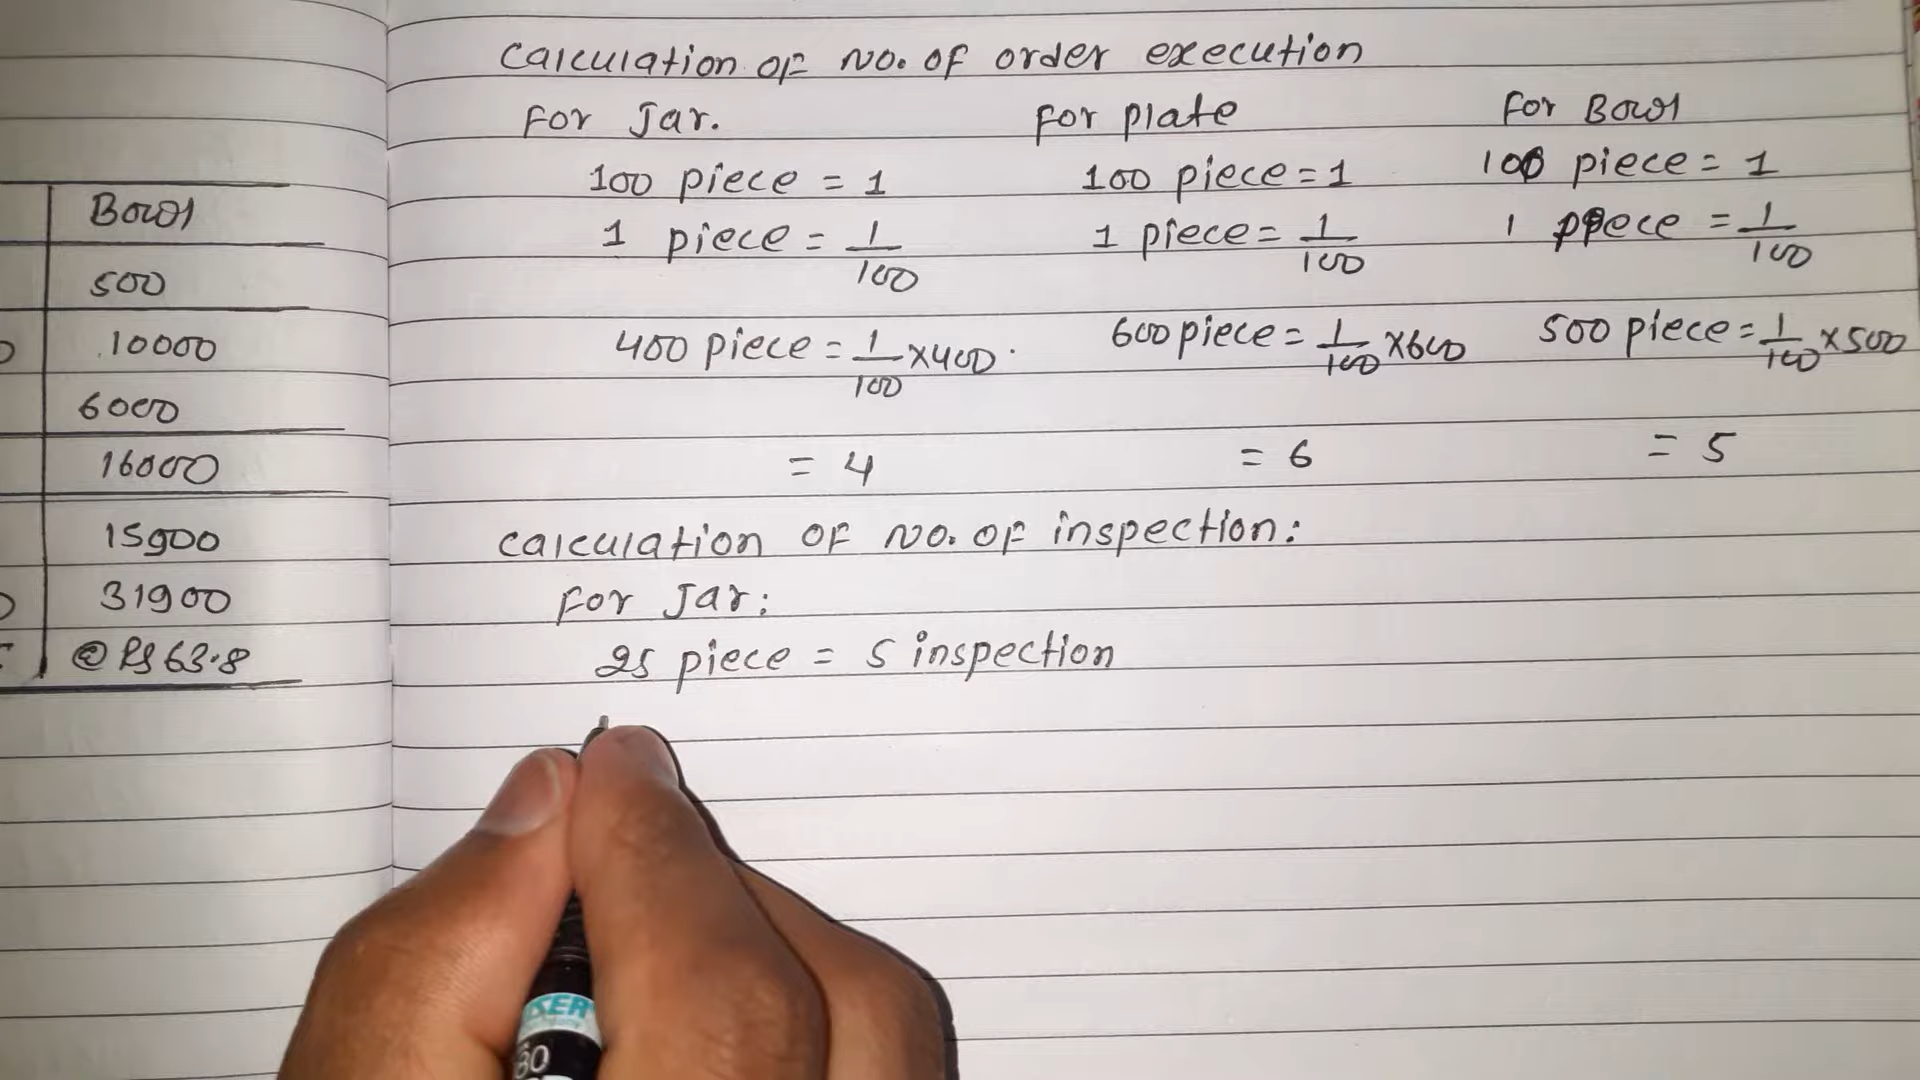 Bowl
500
10000
6000
16000
15900
31900
@ Rs 63.8
Calculation of No. of order execution
For Jar.
100 piece = 1
1 piece = 1/100
400 piece = 1/100 × 400
= 4
For plate
100 piece = 1
1 piece = 1/100
600 piece = 1/100 × 600
= 6
For Bowl
100 piece = 1
1 piece = 1/100
500 piece = 1/100 × 500
= 5
Calculation of No. of inspection:
For Jar:
25 piece = 5 inspection